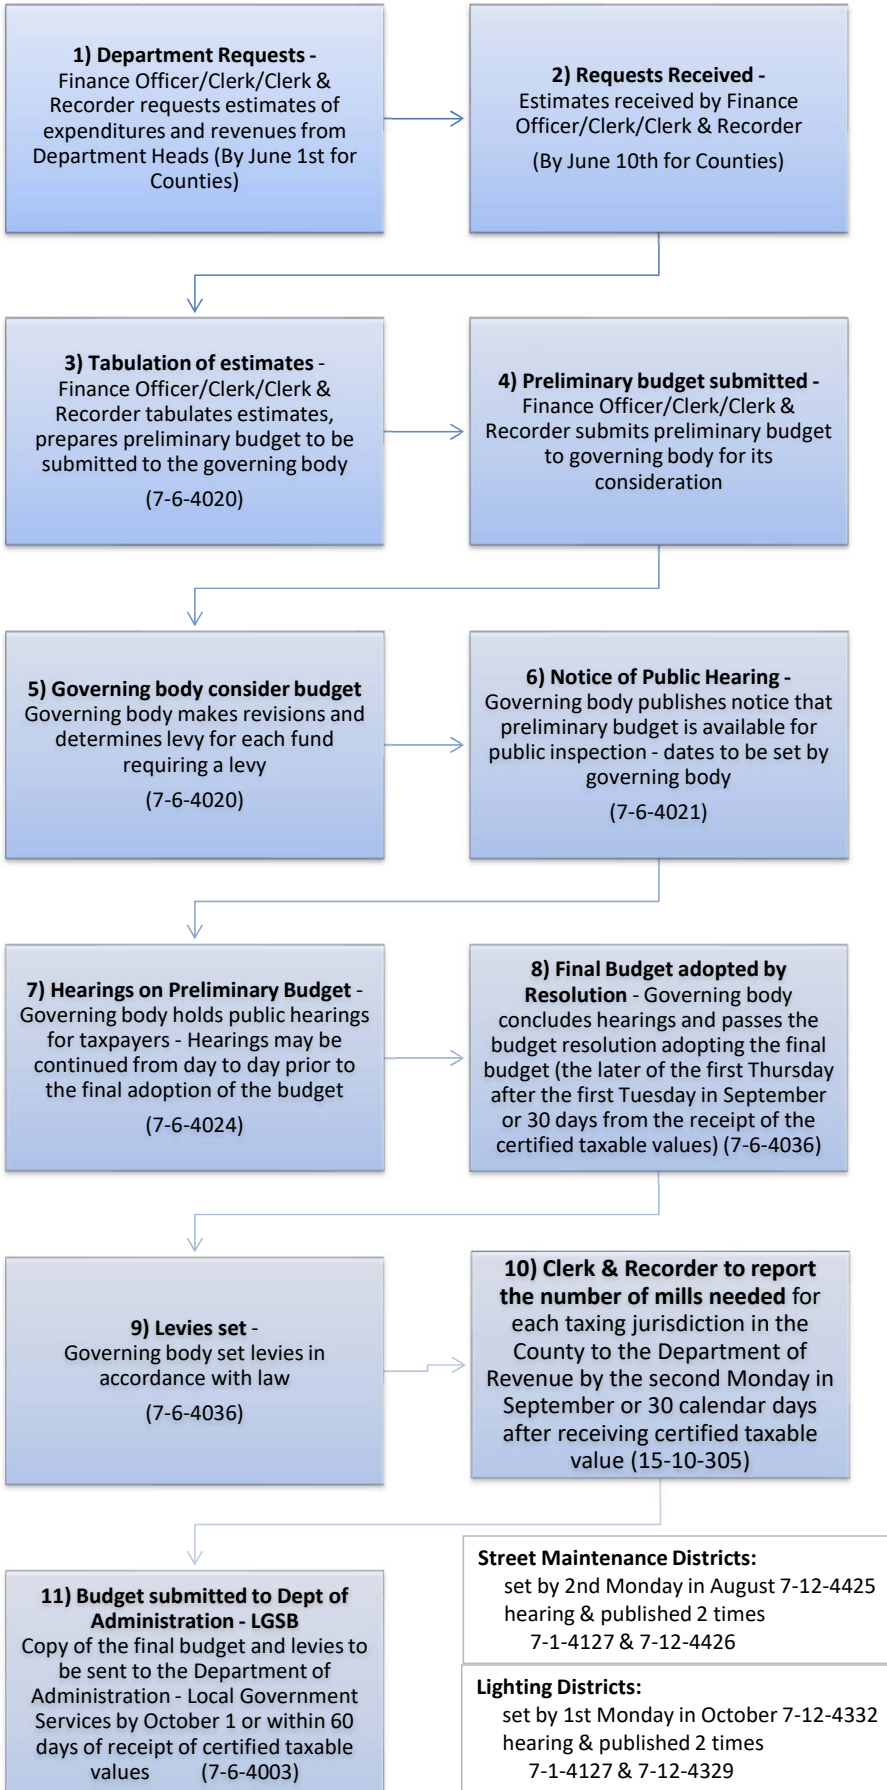 1) Department Requests -
Finance Officer/Clerk/Clerk &
Recorder requests estimates of
expenditures and revenues from
Department Heads (By June 1st for
Counties)
2) Requests Received -
Estimates received by Finance
Officer/Clerk/Clerk & Recorder
(By June 10th for Counties)
3) Tabulation of estimates -
Finance Officer/Clerk/Clerk &
Recorder tabulates estimates,
prepares preliminary budget to be
submitted to the governing body
(7-6-4020)
4) Preliminary budget submitted -
Finance Officer/Clerk/Clerk &
Recorder submits preliminary budget
to governing body for its
consideration
5) Governing body consider budget
Governing body makes revisions and
determines levy for each fund
requiring a levy
(7-6-4020)
6) Notice of Public Hearing -
Governing body publishes notice that
preliminary budget is available for
public inspection - dates to be set by
governing body
(7-6-4021)
7) Hearings on Preliminary Budget -
Governing body holds public hearings
for taxpayers - Hearings may be
continued from day to day prior to
the final adoption of the budget
(7-6-4024)
8) Final Budget adopted by
Resolution - Governing body
concludes hearings and passes the
budget resolution adopting the final
budget (the later of the first Thursday
after the first Tuesday in September
or 30 days from the receipt of the
certified taxable values) (7-6-4036)
9) Levies set -
Governing body set levies in
accordance with law
(7-6-4036)
10) Clerk & Recorder to report
the number of mills needed for
each taxing jurisdiction in the
County to the Department of
Revenue by the second Monday in
September or 30 calendar days
after receiving certified taxable
value (15-10-305)
11) Budget submitted to Dept of
Administration - LGSB
Copy of the final budget and levies to
be sent to the Department of
Administration - Local Government
Services by October 1 or within 60
days of receipt of certified taxable
values (7-6-4003)
Street Maintenance Districts:
set by 2nd Monday in August 7-12-4425
hearing & published 2 times
7-1-4127 & 7-12-4426
Lighting Districts:
set by 1st Monday in October 7-12-4332
hearing & published 2 times
7-1-4127 & 7-12-4329